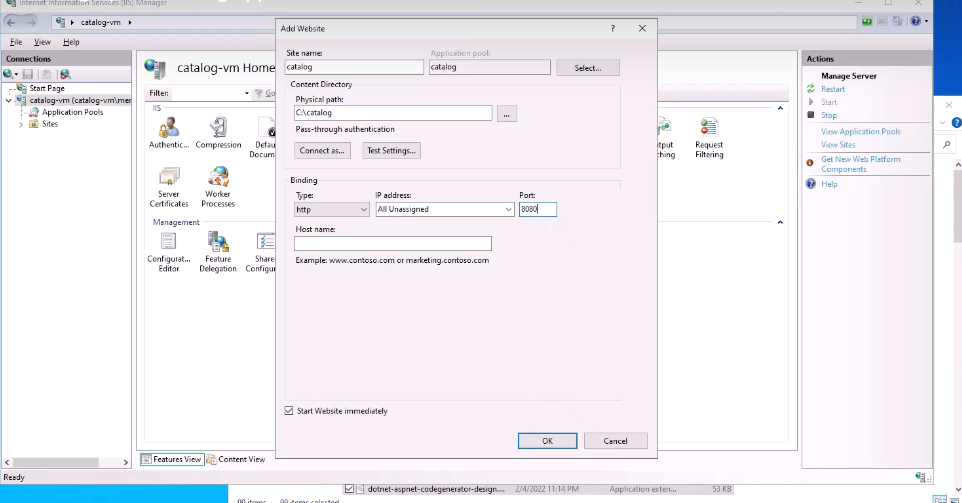 Internet Information Services (IIS) Manager
catalog-vm
File View Help
Connections
Start Page
catalog-vm (catalog-vm\mer
Application Pools
Sites
catalog-vm Home
Filter:
Go
IIS
Authentic...
Compression
Default
Docum
Output
Caching
Request
Filtering
Server
Certificates
Worker
Processes
Management
Configurat...
Editor
Feature
Delegation
Share
Configu
Features View Content View
Ready
Add Website
?
Site name: Application pool:
catalog catalog Select...
Content Directory
Physical path:
C:\catalog ...
Pass-through authentication
Connect as... Test Settings...
Binding
Type: IP address: Port:
http All Unassigned 8080
Host name:
Example: www.contoso.com or marketing.contoso.com
Start Website immediately
OK Cancel
Actions
Manage Server
Restart
Start
Stop
View Application Pools
View Sites
Get New Web Platform
Components
Help
99 items 99 items selected
dotnet-aspnet-codegenerator-design.... 2/4/2022 11:14 PM Application exten... 53 KB